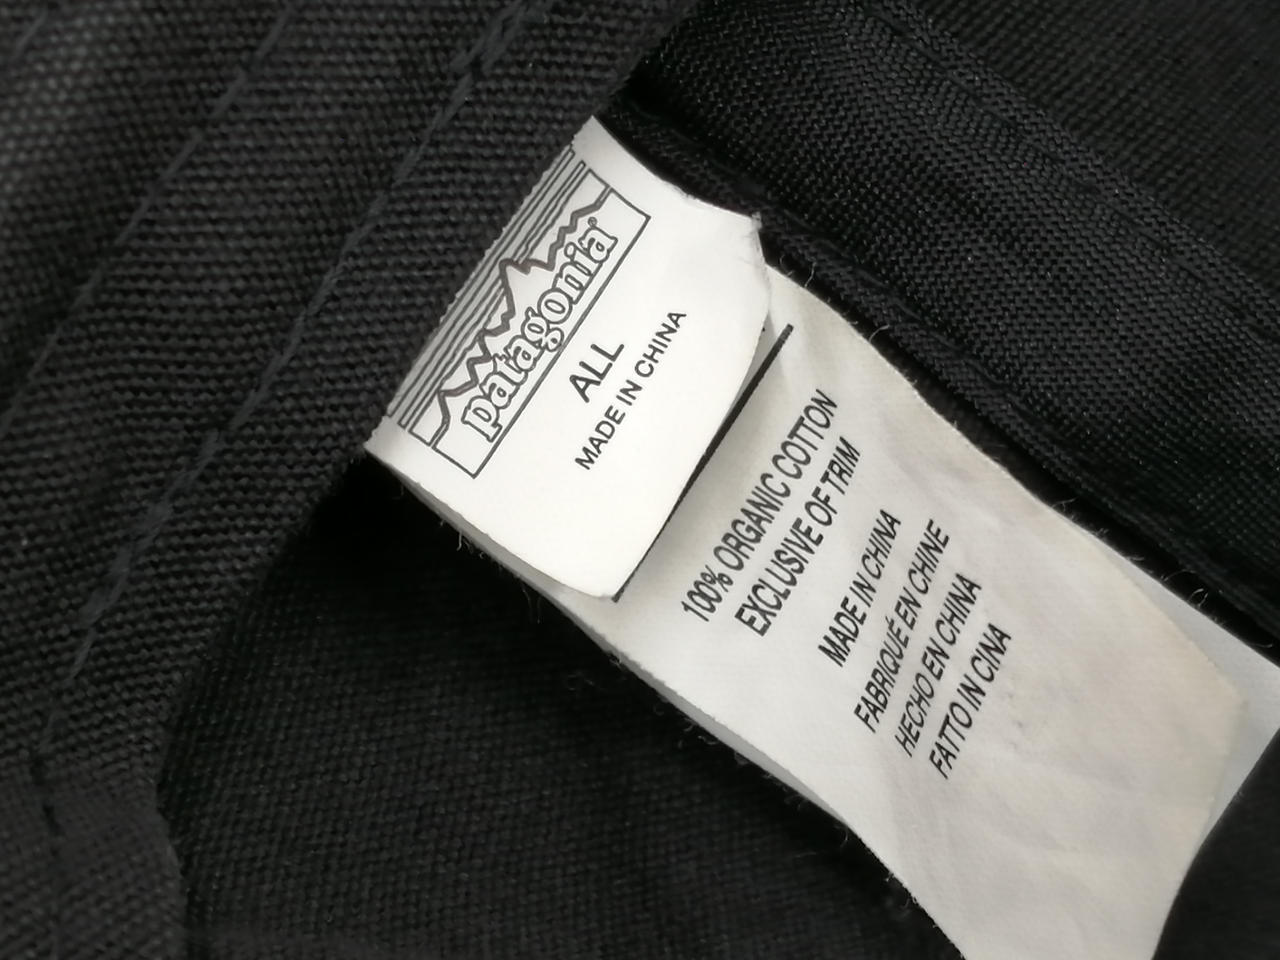 patagonia®
ALL
MADE IN CHINA
100% ORGANIC COTTON
EXCLUSIVE OF TRIM
MADE IN CHINA
FABRIQUÉ EN CHINE
HECHO EN CHINA
FATTO IN CINA